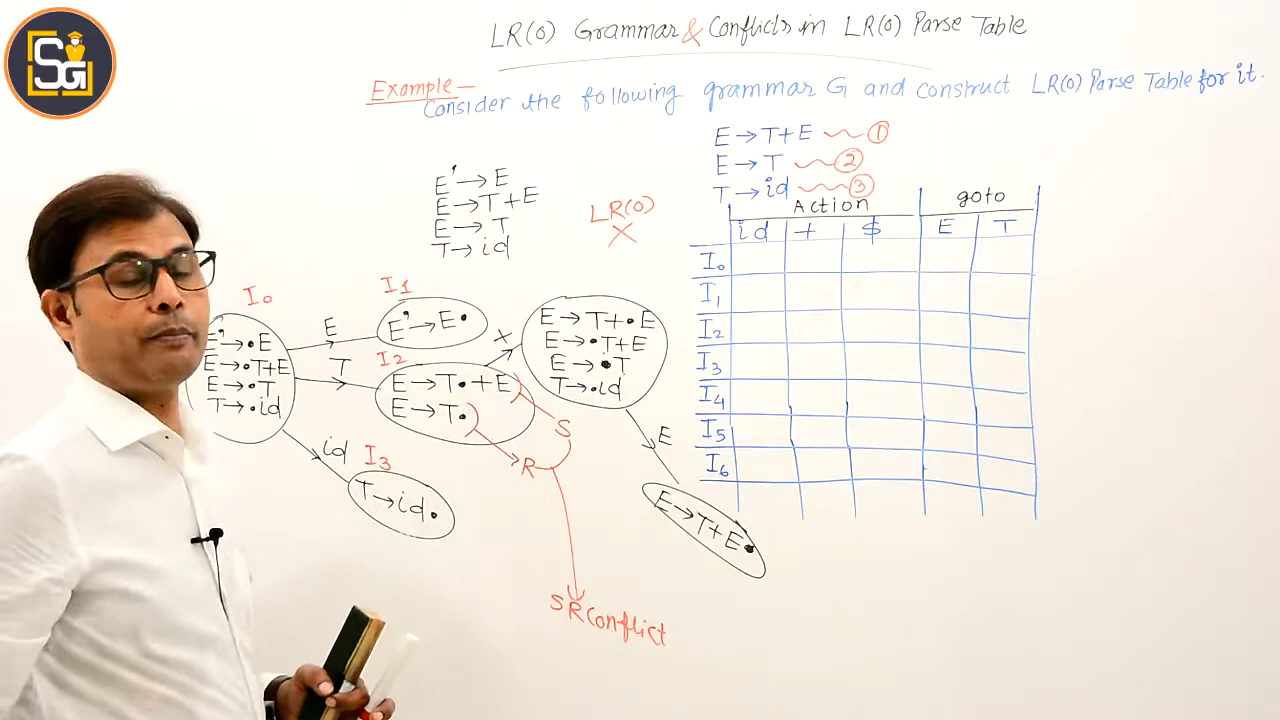 SG
LR(0) Grammar & Conflicts in LR(0) Parse Table
Example-
Consider the following grammar G and construct LR(0) Parse Table for it.
E→T+E ①
E→T ②
T→id ③
E'→E
E→T+E
E→T
T→id
LR(0)
X
I0
E'→•E
E→•T+E
E→•T
T→•id
E
T
id
I1
E'→E•
I2
E→T•+E
E→T•
I3
T→id•
+
E→T+•E
E→•T+E
E→•T
T→•id
E
E→T+E•
S
R
SR Conflict
Action goto
id + $ E T
I0
I1
I2
I3
I4
I5
I6